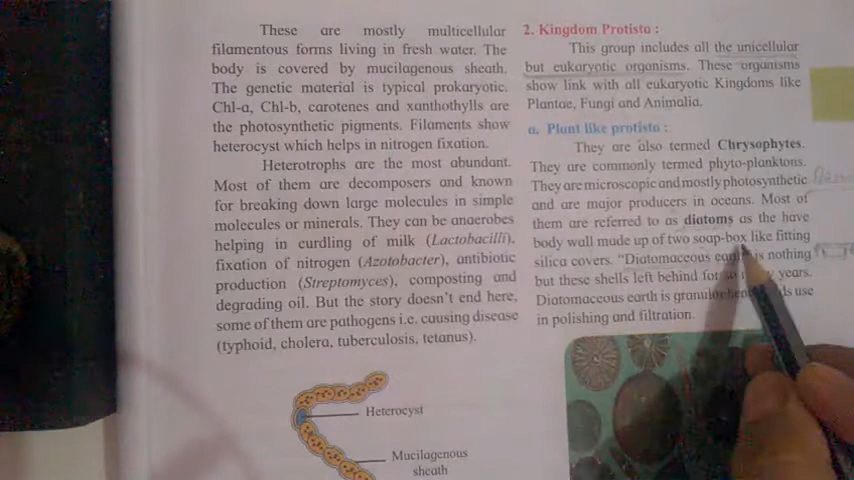 These are mostly multicellular
filamentous forms living in fresh water. The
body is covered by mucilagenous sheath.
The genetic material is typical prokaryotic.
Chl-a, Chl-b, carotenes and xanthothylls are
the photosynthetic pigments. Filaments show
heterocyst which helps in nitrogen fixation.
Heterotrophs are the most abundant.
Most of them are decomposers and known
for breaking down large molecules in simple
molecules or minerals. They can be anaerobes
helping in curdling of milk (Lactobacilli),
fixation of nitrogen (Azotobacter), antibiotic
production (Streptomyces), composting and
degrading oil. But the story doesn't end here,
some of them are pathogens i.e. causing disease
(typhoid, cholera, tuberculosis, tetanus).
Heterocyst
Mucilagenous
sheath
2. Kingdom Protista :
This group includes all the unicellular
but eukaryotic organisms. These organisms
show link with all eukaryotic Kingdoms like
Plantae, Fungi and Animalia.
a. Plant like protista :
They are also termed Chrysophytes.
They are commonly termed phyto-planktons.
They are microscopic and mostly photosynthetic
and are major producers in oceans. Most of
them are referred to as diatoms as the have
body wall made up of two soap-box like fitting
silica covers. "Diatomaceous is nothing
but these shells left behind for years.
Diatomaceous earth is granular use
in polishing and filtration.